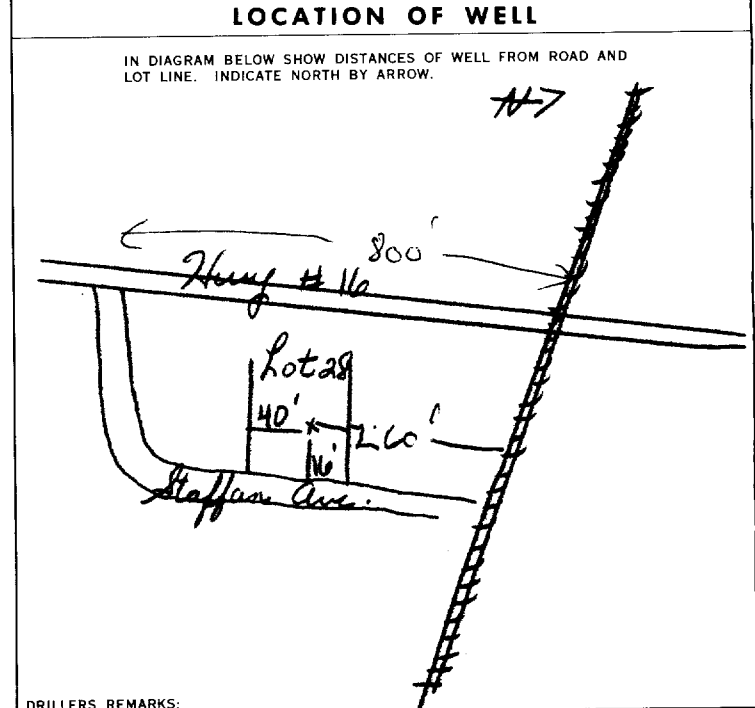 LOCATION OF WELL
IN DIAGRAM BELOW SHOW DISTANCES OF WELL FROM ROAD AND
LOT LINE. INDICATE NORTH BY ARROW.
N
800'
Hwy # 16
Lot 28
40'
260'
16'
Staffan Ave.
DRILLERS REMARKS: